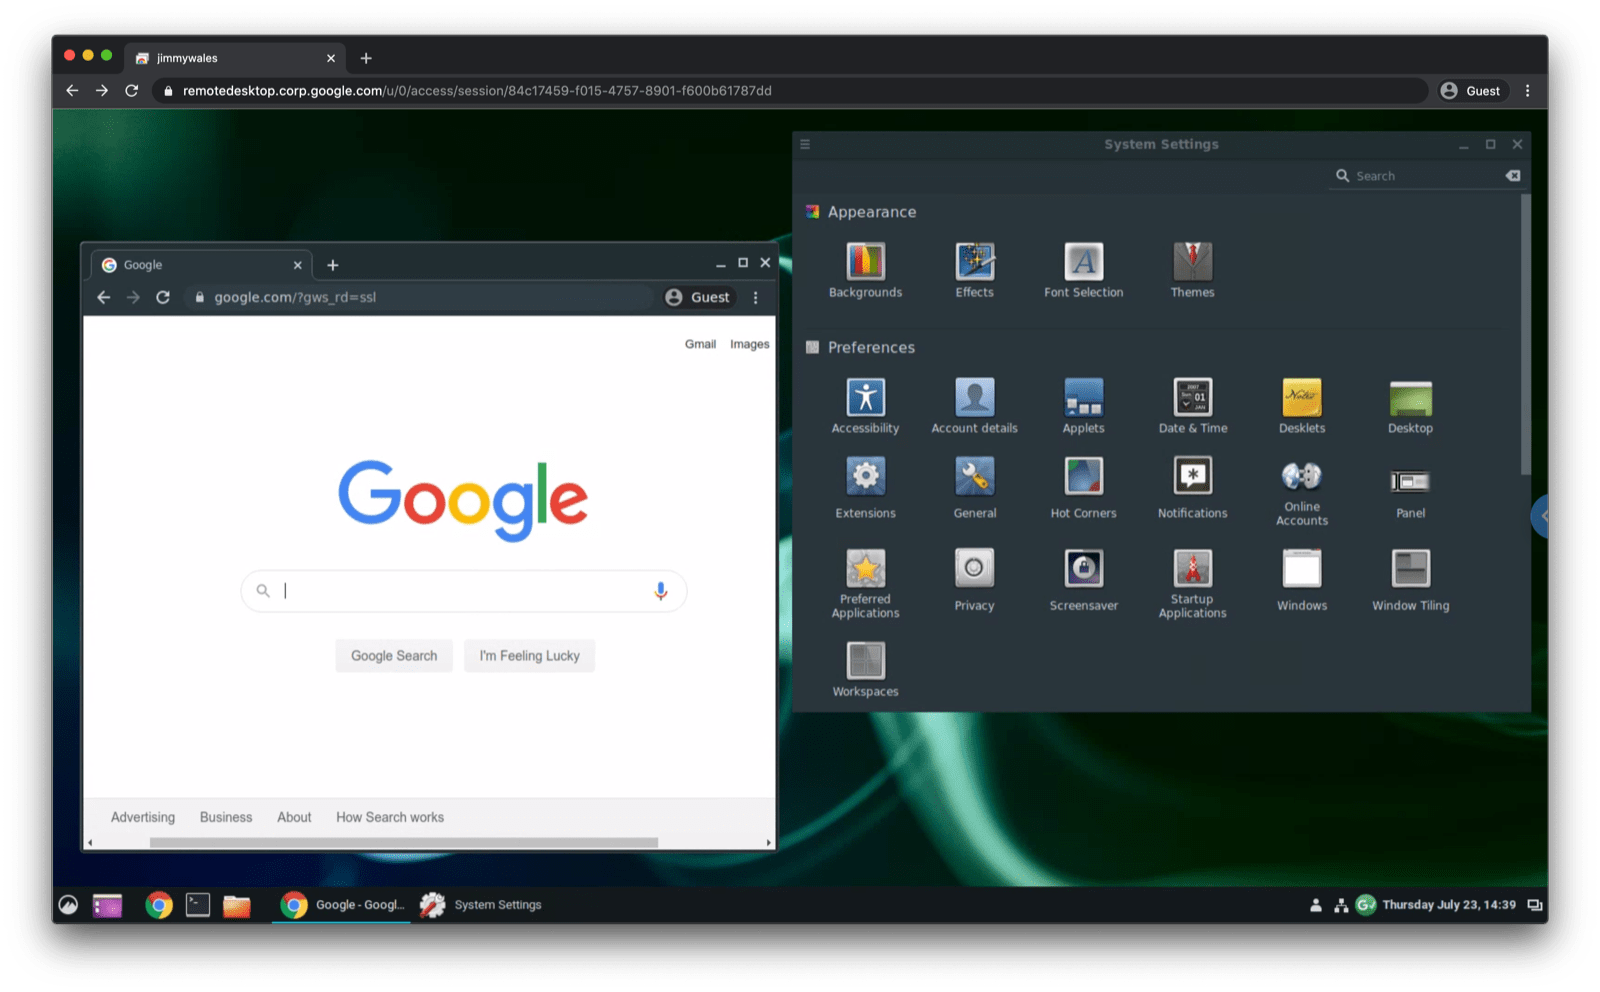 jimmywales
remotedesktop.corp.google.com/u/0/access/session/84c17459-f015-4757-8901-f600b61787dd
Guest
System Settings
Search
Appearance
Backgrounds
Effects
Font Selection
Themes
Preferences
Accessibility
Account details
Applets
Date & Time
Desklets
Desktop
Extensions
General
Hot Corners
Notifications
Online
Accounts
Panel
Preferred
Applications
Privacy
Screensaver
Startup
Applications
Windows
Window Tiling
Workspaces
Google
google.com/?gws_rd=ssl
Guest
Gmail Images
Google
Google Search
I'm Feeling Lucky
Advertising Business About How Search works
Google - Googl...
System Settings
Thursday July 23, 14:39